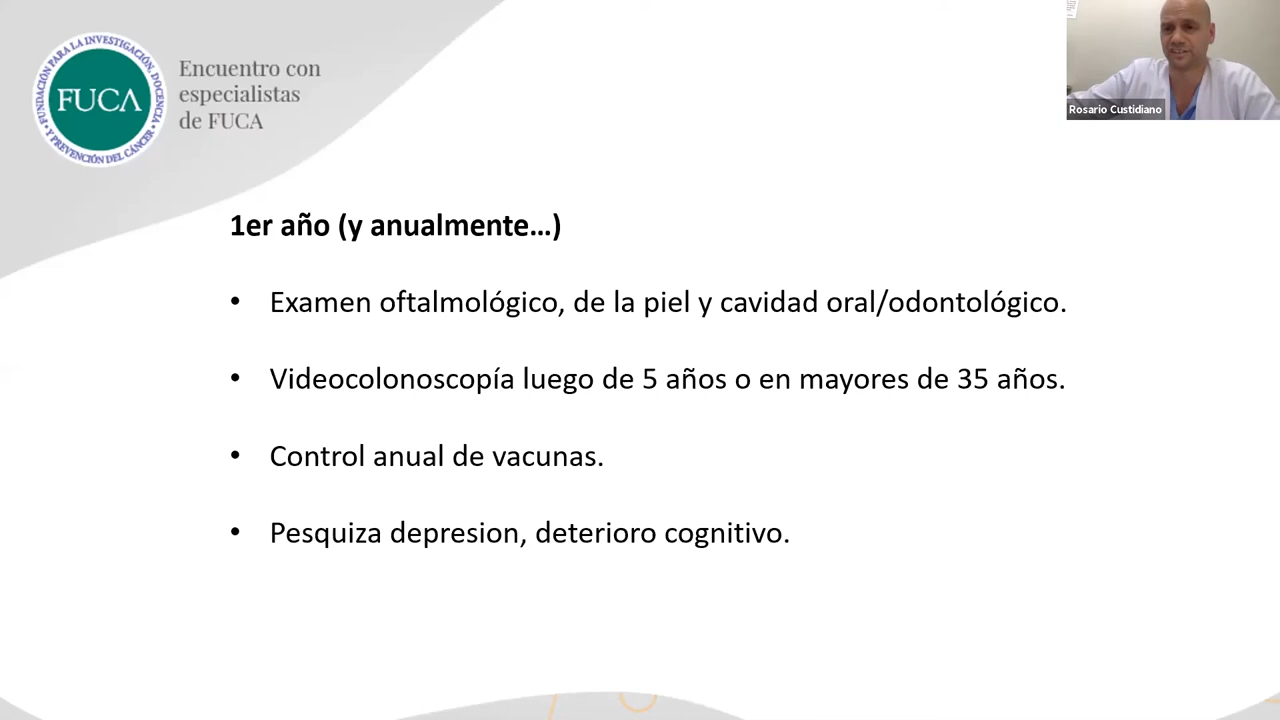 FUNDACIÓN PARA LA INVESTIGACIÓN, DOCENCIA
Y PREVENCIÓN DEL CÁNCER
FUCA
Encuentro con
especialistas
de FUCA
Rosario Custidiano
1er año (y anualmente...)
• Examen oftalmológico, de la piel y cavidad oral/odontológico.
• Videocolonoscopía luego de 5 años o en mayores de 35 años.
• Control anual de vacunas.
• Pesquiza depresion, deterioro cognitivo.